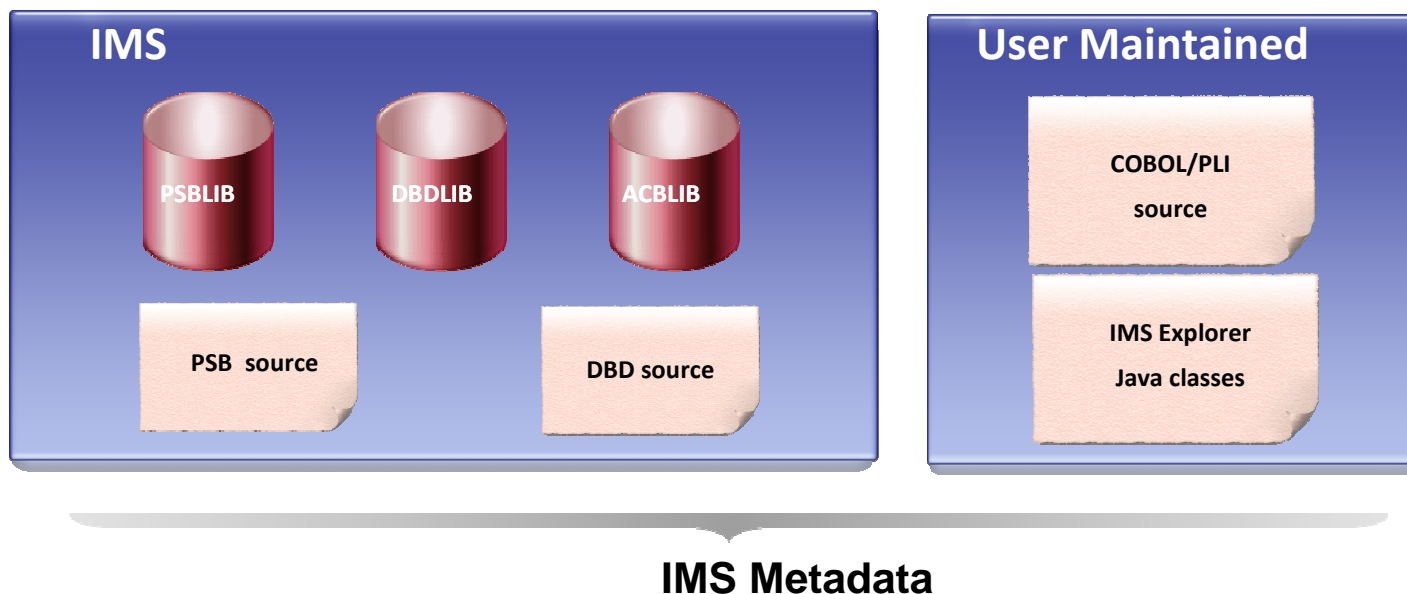 IMS
User Maintained
PSBLIB
DBDLIB
ACBLIB
COBOL/PLI
source
PSB source
DBD source
IMS Explorer
Java classes
IMS Metadata